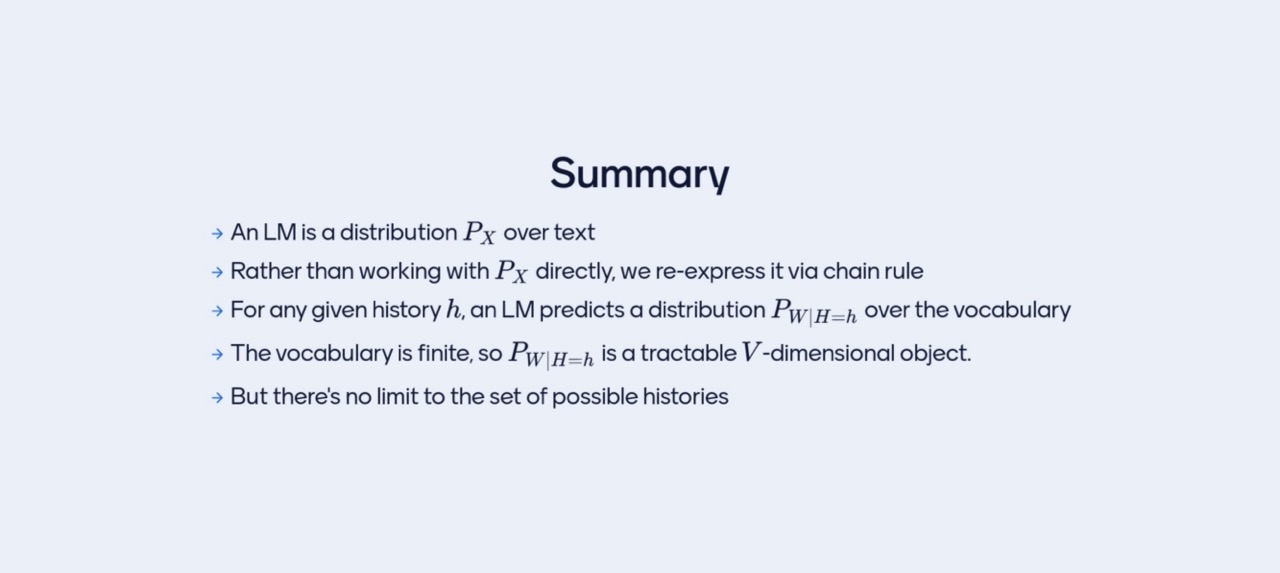 Summary
→ An LM is a distribution $P_X$ over text
→ Rather than working with $P_X$ directly, we re-express it via chain rule
→ For any given history $h$, an LM predicts a distribution $P_{W|H=h}$ over the vocabulary
→ The vocabulary is finite, so $P_{W|H=h}$ is a tractable $V$-dimensional object.
→ But there's no limit to the set of possible histories